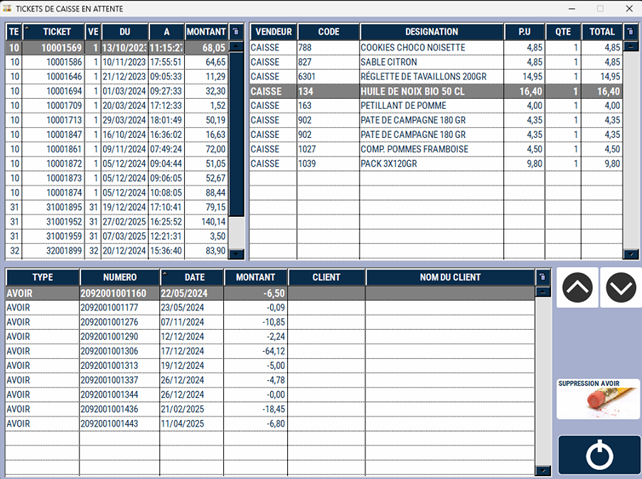 TICKETS DE CAISSE EN ATTENTE
TE TICKET VE DU A MONTANT
10 10001569 1 13/10/2023 11:15:27 68,05
10 10001586 1 10/11/2023 17:55:51 64,65
10 10001646 1 21/12/2023 09:05:33 11,29
10 10001694 1 01/03/2024 09:27:33 32,30
10 10001709 1 20/03/2024 17:12:33 1,52
10 10001713 1 29/03/2024 18:01:49 50,19
10 10001847 1 16/10/2024 16:36:02 16,63
10 10001861 1 09/11/2024 07:49:24 72,00
10 10001872 1 05/12/2024 09:04:44 51,05
10 10001873 1 05/12/2024 09:06:05 52,67
10 10001874 1 05/12/2024 10:08:05 88,44
31 31001895 31 19/12/2024 17:10:41 79,15
31 31001952 31 27/02/2025 16:25:52 140,14
31 31001959 31 07/03/2025 12:21:31 3,50
32 32001899 32 20/12/2024 15:36:40 83,90
VENDEUR CODE DESIGNATION P.U QTE TOTAL
CAISSE 788 COOKIES CHOCO NOISETTE 4,85 1 4,85
CAISSE 827 SABLE CITRON 4,85 1 4,85
CAISSE 6301 RÉGLETTE DE TAVAILLONS 200GR 14,95 1 14,95
CAISSE 134 HUILE DE NOIX BIO 50 CL 16,40 1 16,40
CAISSE 163 PETILLANT DE POMME 4,00 1 4,00
CAISSE 902 PATE DE CAMPAGNE 180 GR 4,35 1 4,35
CAISSE 902 PATE DE CAMPAGNE 180 GR 4,35 1 4,35
CAISSE 1027 COMP. POMMES FRAMBOISE 4,50 1 4,50
CAISSE 1039 PACK 3X120GR 9,80 1 9,80
TYPE NUMERO DATE MONTANT CLIENT NOM DU CLIENT
AVOIR 2092001001160 22/05/2024 -6,50
AVOIR 2092001001177 23/05/2024 -0,09
AVOIR 2092001001276 07/11/2024 -10,85
AVOIR 2092001001290 12/12/2024 -2,24
AVOIR 2092001001306 17/12/2024 -64,12
AVOIR 2092001001313 19/12/2024 -5,00
AVOIR 2092001001337 26/12/2024 -4,78
AVOIR 2092001001344 26/12/2024 -0,00
AVOIR 2092001001436 21/02/2025 -18,45
AVOIR 2092001001443 11/04/2025 -6,80
SUPPRESSION AVOIR